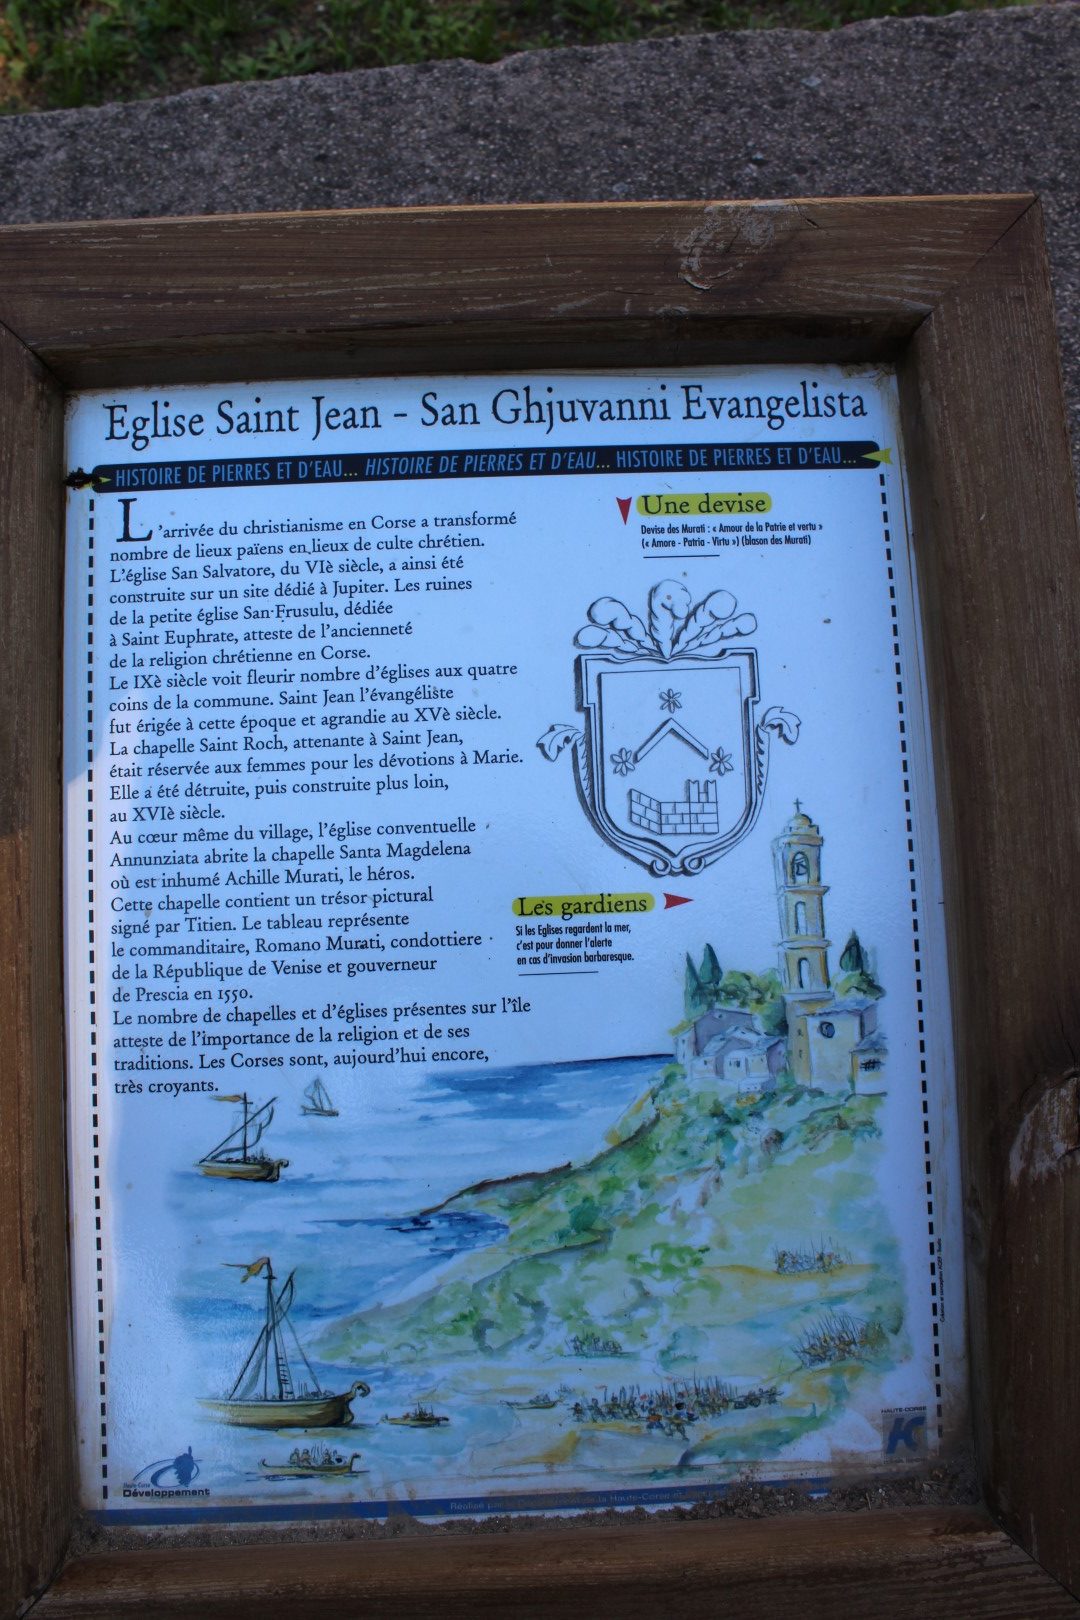 Eglise Saint Jean - San Ghjuvanni Evangelista
HISTOIRE DE PIERRES ET D'EAU... HISTOIRE DE PIERRES ET D'EAU... HISTOIRE DE PIERRES ET D'EAU...
L'arrivée du christianisme en Corse a transformé
nombre de lieux païens en lieux de culte chrétien.
L'église San Salvatore, du VIè siècle, a ainsi été
construite sur un site dédié à Jupiter. Les ruines
de la petite église San Frusulu, dédiée
à Saint Euphrate, atteste de l'ancienneté
de la religion chrétienne en Corse.
Le IXè siècle voit fleurir nombre d'églises aux quatre
coins de la commune. Saint Jean l'évangéliste
fut érigée à cette époque et agrandie au XVè siècle.
La chapelle Saint Roch, attenante à Saint Jean,
était réservée aux femmes pour les dévotions à Marie.
Elle a été détruite, puis construite plus loin,
au XVIè siècle.
Au cœur même du village, l'église conventuelle
Annunziata abrite la chapelle Santa Magdelena
où est inhumé Achille Murati, le héros.
Cette chapelle contient un trésor pictural
signé par Titien. Le tableau représente
le commanditaire, Romano Murati, condottiere
de la République de Venise et gouverneur
de Prescia en 1550.
Le nombre de chapelles et d'églises présentes sur l'île
atteste de l'importance de la religion et de ses
traditions. Les Corses sont, aujourd'hui encore,
très croyants.
Une devise
Devise des Murati : « Amour de la Patrie et vertu »
(« Amore - Patria - Virtu ») (blason des Murati)
Les gardiens
Si les Eglises regardent la mer,
c'est pour donner l'alerte
en cas d'invasion barbaresque.
Haute-Corse
Développement
HAUTE-CORSE
Réalisé par
la Haute-Corse et